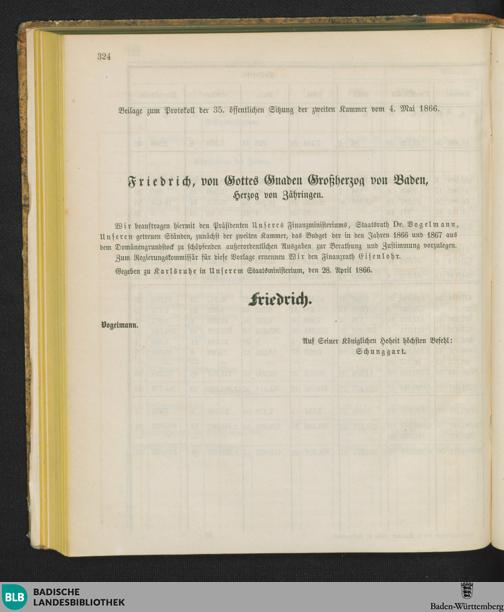 324
Beilage zum Protokoll der 35. öffentlichen Sitzung der zweiten Kammer vom 4. Mai 1866.
Friedrich, von Gottes Gnaden Großherzog von Baden,
Herzog von Zähringen.
Wir beauftragen hiermit den Präsidenten Unseres Finanzministeriums, Staatsrath Dr. Vogelmann,
Unseren getreuen Ständen, zunächst der zweiten Kammer, das Budget der in den Jahren 1866 und 1867 aus
dem Domänengrundstock zu schöpfenden außerordentlichen Ausgaben zur Berathung und Zustimmung vorzulegen.
Zum Regierungskommissär für diese Vorlage ernennen Wir den Finanzrath Eisenlohr.
Gegeben zu Karlsruhe in Unserem Staatsministerium, den 28. April 1866.
Friedrich.
Vogelmann.
Auf Seiner Königlichen Hoheit höchsten Befehl:
Schunggart.
BLB BADISCHE
LANDESBIBLIOTHEK
Baden-Württemberg